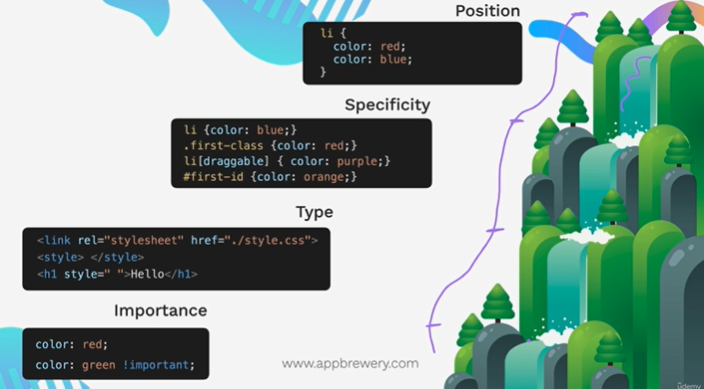 Position
li {
color: red;
color: blue;
}
Specificity
li {color: blue;}
.first-class {color: red;}
li[draggable] { color: purple;}
#first-id {color: orange;}
Type
<link rel="stylesheet" href="./style.css">
<style> </style>
<h1 style=" ">Hello</h1>
Importance
color: red;
color: green !important;
www.appbrewery.com
udemy